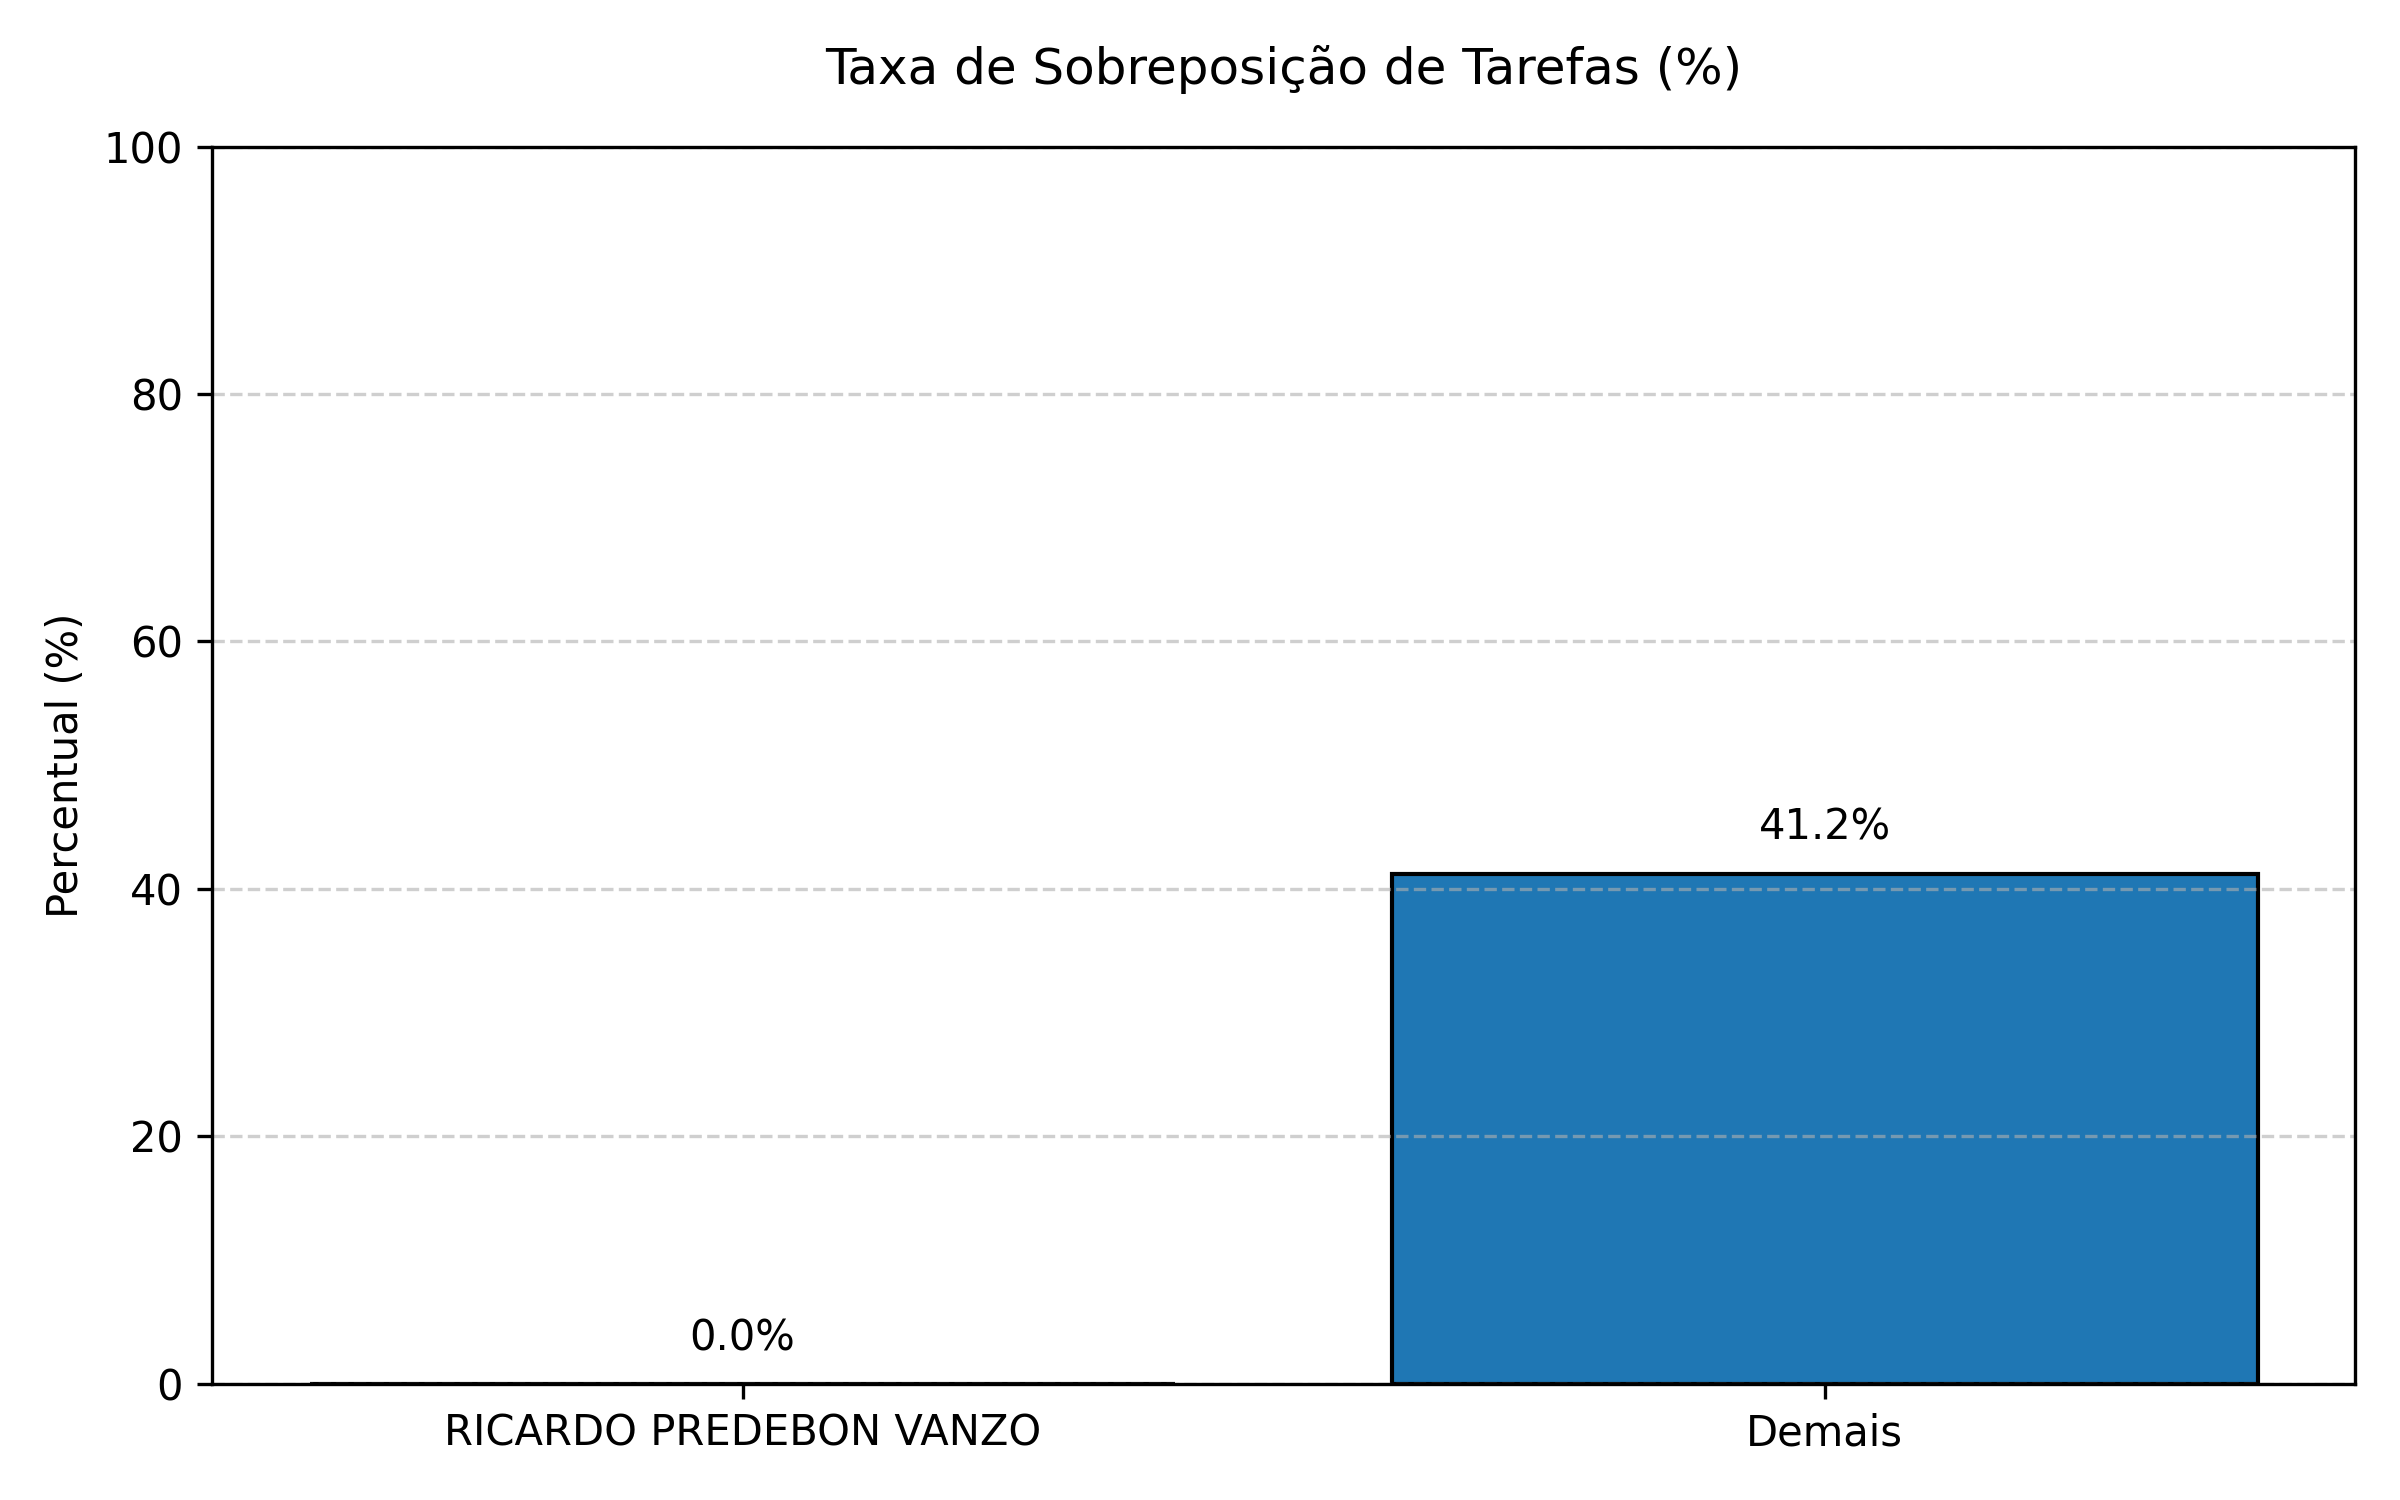 Taxa de Sobreposição de Tarefas (%)
100
80
60
40
20
0
Percentual (%)
41.2%
0.0%
RICARDO PREDEBON VANZO
Demais